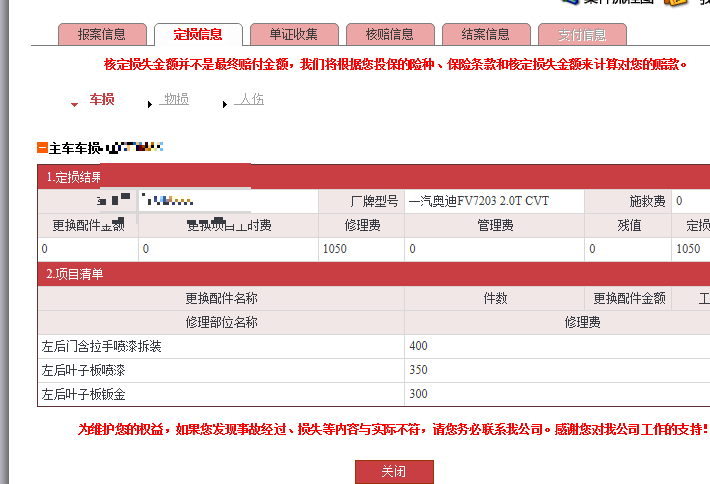 案件流程图
报案信息 定损信息 单证收集 核赔信息 结案信息 支付信息
核定损失金额并不是最终赔付金额，我们将根据您投保的险种、保险条款和核定损失金额来计算对您的赔款。
车损 物损 人伤
主车车损
1.定损结果
厂牌型号 一汽奥迪FV7203 2.0T CVT 施救费 0
更换配件金额 更换项目工时费 修理费 管理费 残值 定损
0 0 1050 0 0 1050
2.项目清单
更换配件名称 件数 更换配件金额 工
修理部位名称 修理费
左后门含拉手喷漆拆装 400
左后叶子板喷漆 350
左后叶子板钣金 300
为维护您的权益，如果您发现事故经过、损失等内容与实际不符，请您务必联系我公司。感谢您对我公司工作的支持！
关闭